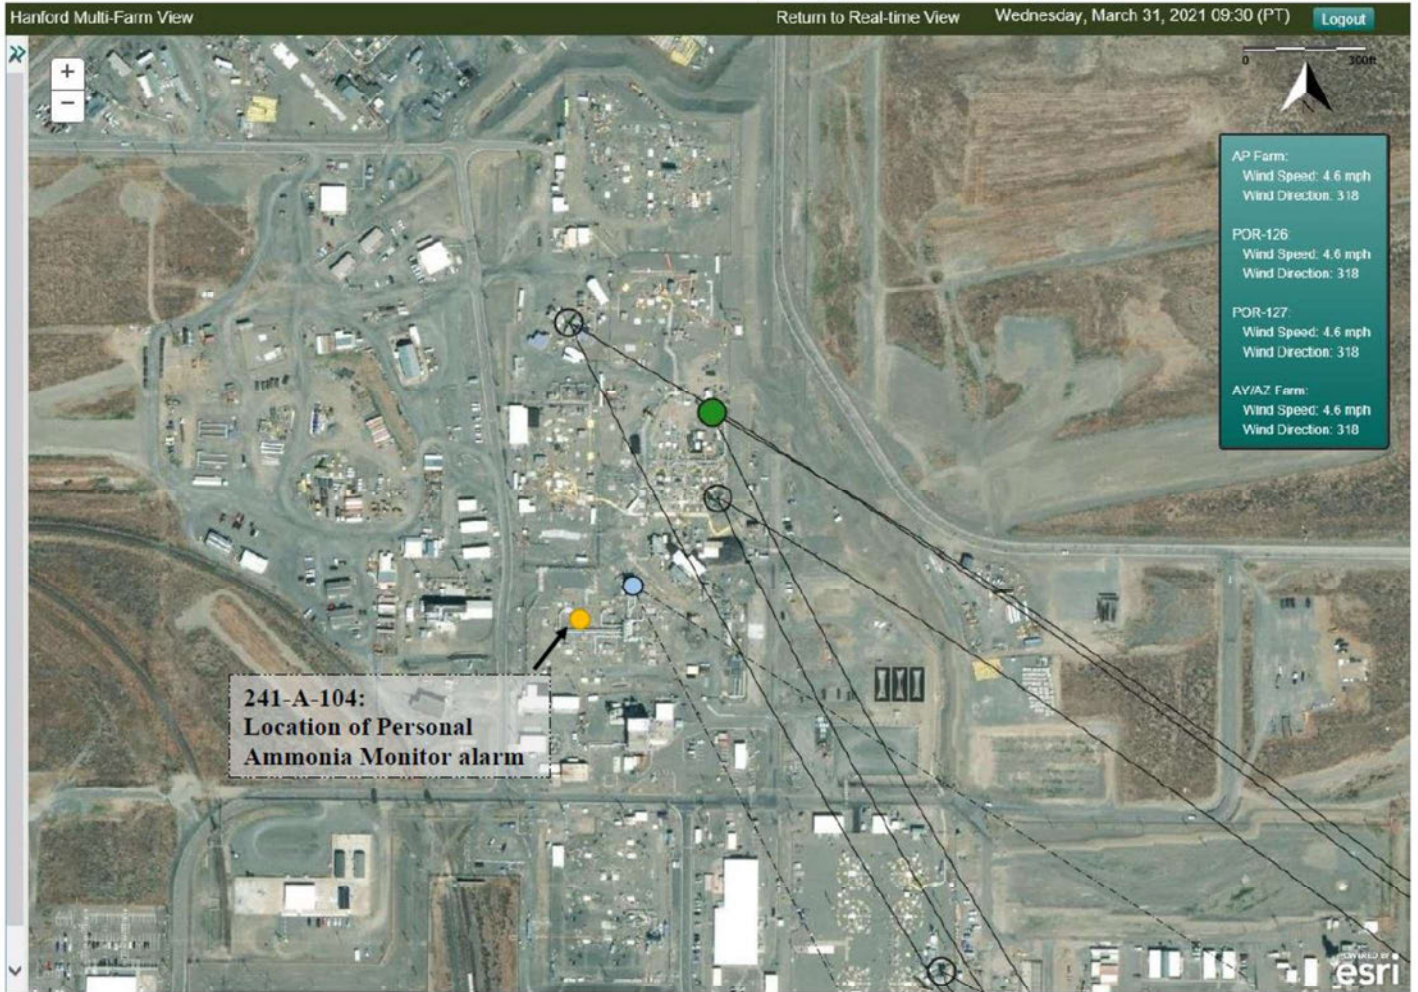 Hanford Multi-Farm View
Return to Real-time View
Wednesday, March 31, 2021 09:30 (PT)
Logout
+
−
0 300ft
N
AP Farm:
Wind Speed: 4.6 mph
Wind Direction: 318
POR-126:
Wind Speed: 4.6 mph
Wind Direction: 318
POR-127:
Wind Speed: 4.6 mph
Wind Direction: 318
AY/AZ Farm:
Wind Speed: 4.6 mph
Wind Direction: 318
241-A-104:
Location of Personal
Ammonia Monitor alarm
POWERED BY
esri